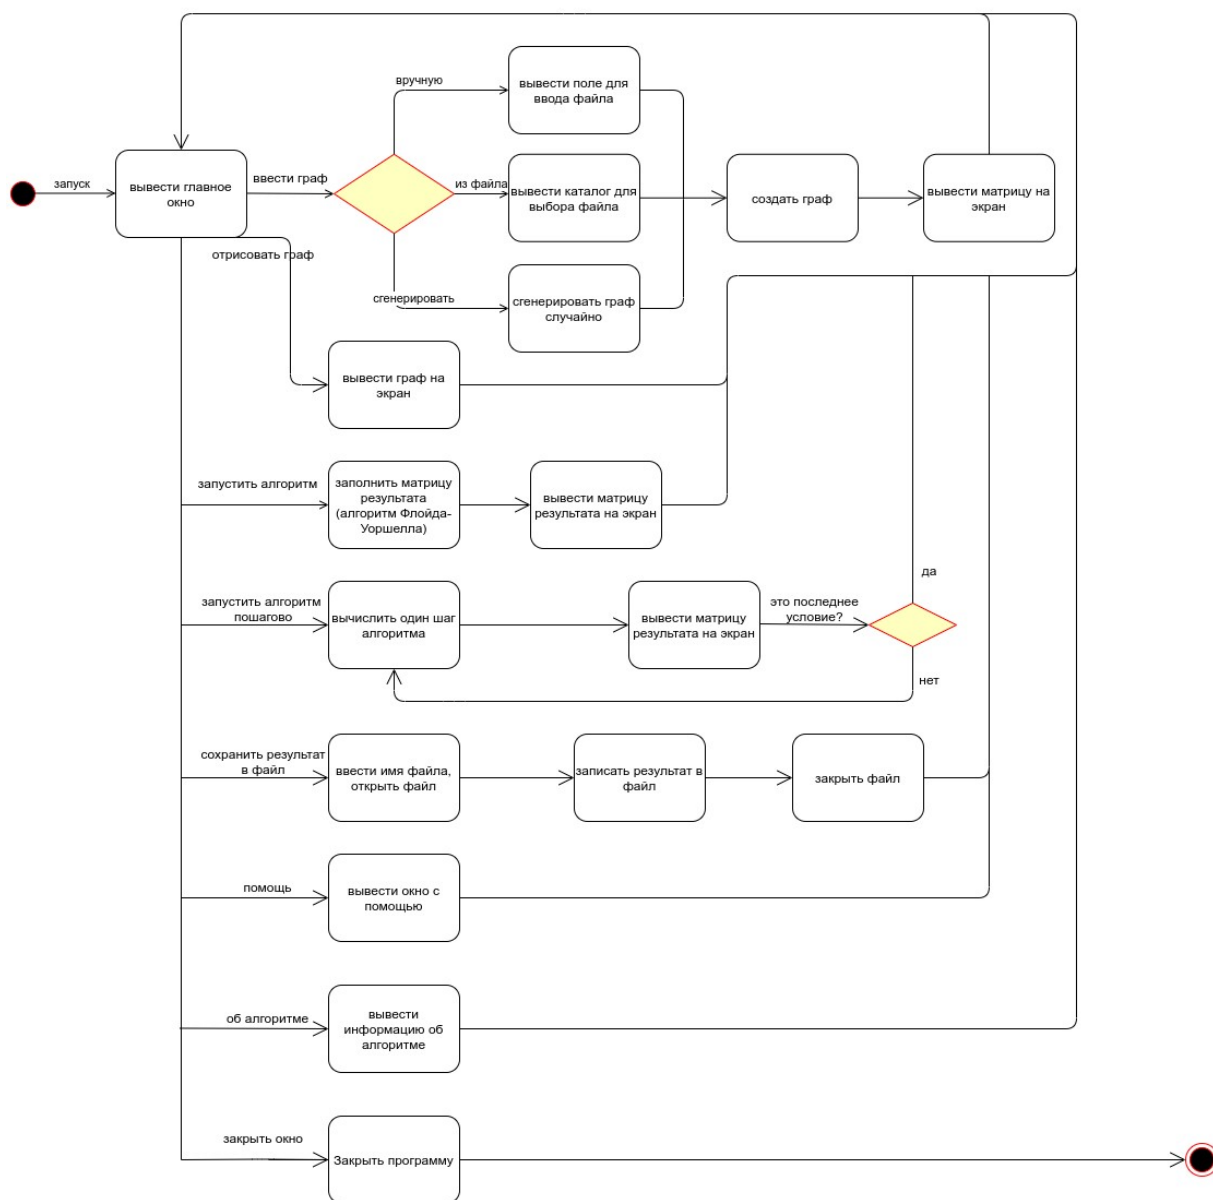 вручную
вывести поле для
ввода файла
запуск
вывести главное
окно
ввести граф
из файла
вывести каталог для
выбора файла
создать граф
вывести матрицу на
экран
отрисовать граф
сгенерировать
сгенерировать граф
случайно
вывести граф на
экран
запустить алгоритм
заполнить матрицу
результата
(алгоритм Флойда-
Уоршелла)
вывести матрицу
результата на экран
да
запустить алгоритм
пошагово
вычислить один шаг
алгоритма
вывести матрицу
результата на экран
это последнее
условие?
нет
сохранить результат
в файл
ввести имя файла,
открыть файл
записать результат в
файл
закрыть файл
помощь
вывести окно с
помощью
об алгоритме
вывести
информацию об
алгоритме
закрыть окно
Закрыть программу